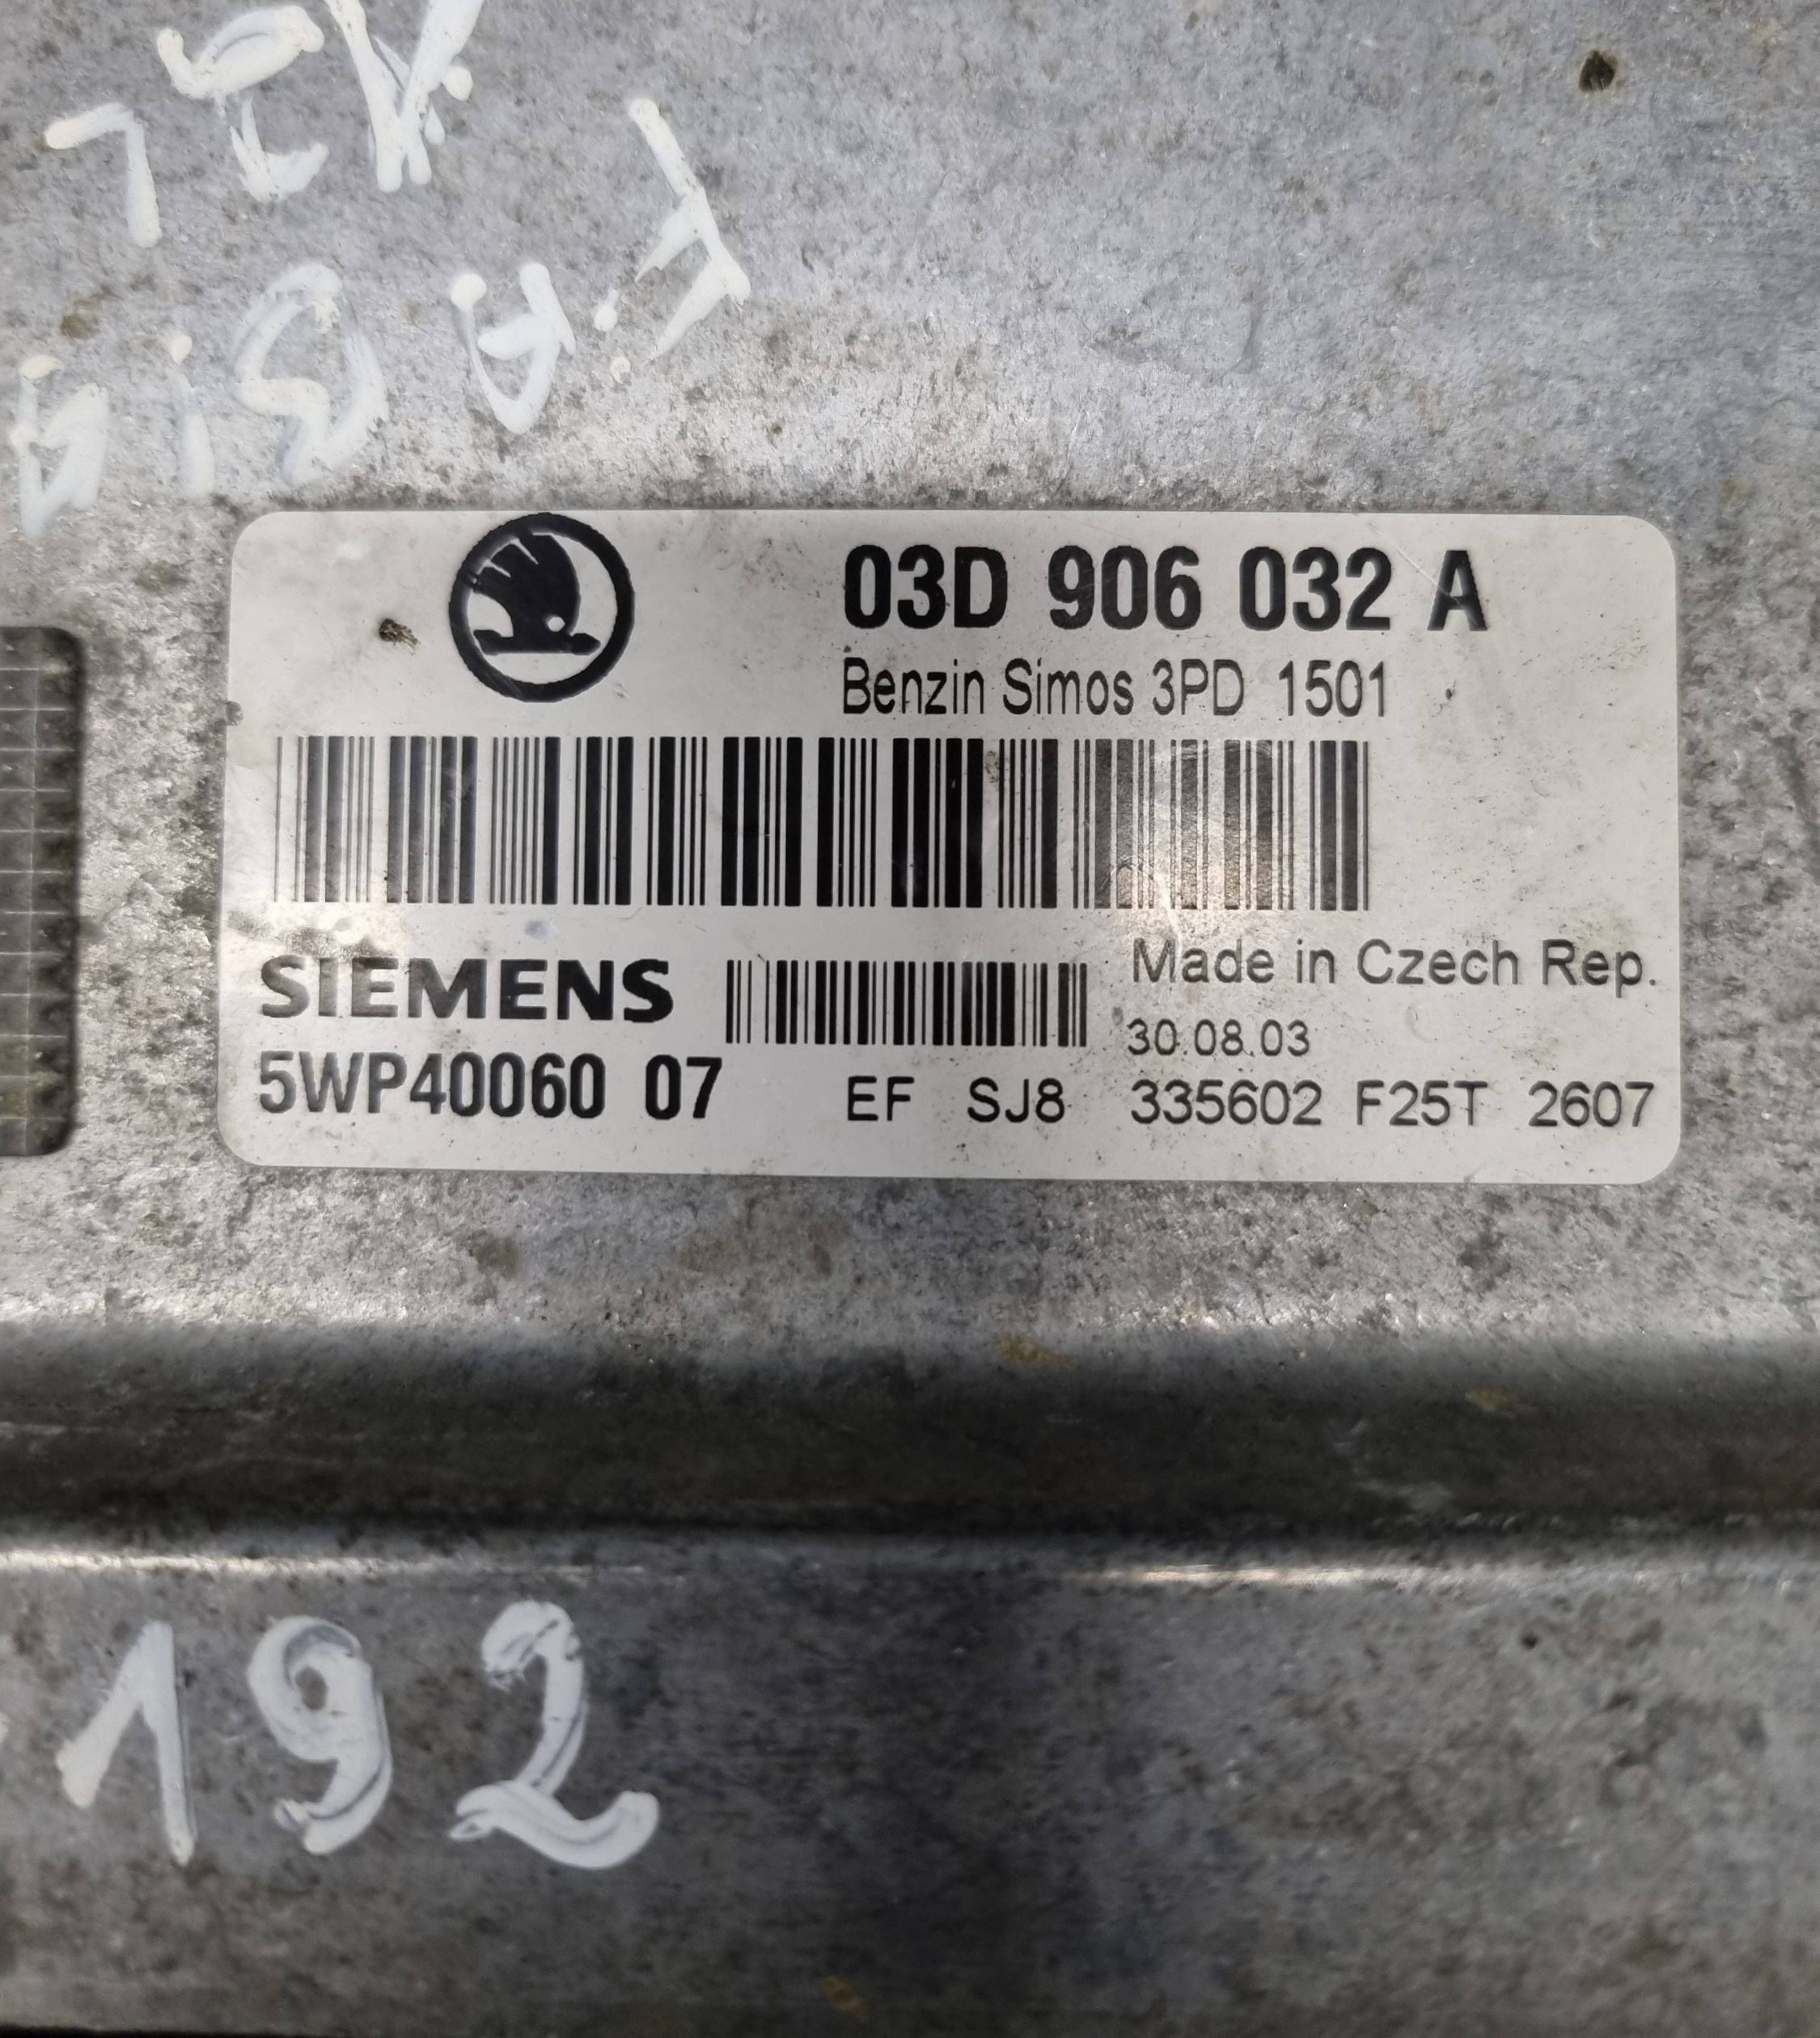 FABIA
03D 906 032 A
Benzin Simos 3PD 1501
SIEMENS
Made in Czech Rep.
30.08.03
5WP40060 07
EF SJ8 335602 F25T 2607
192